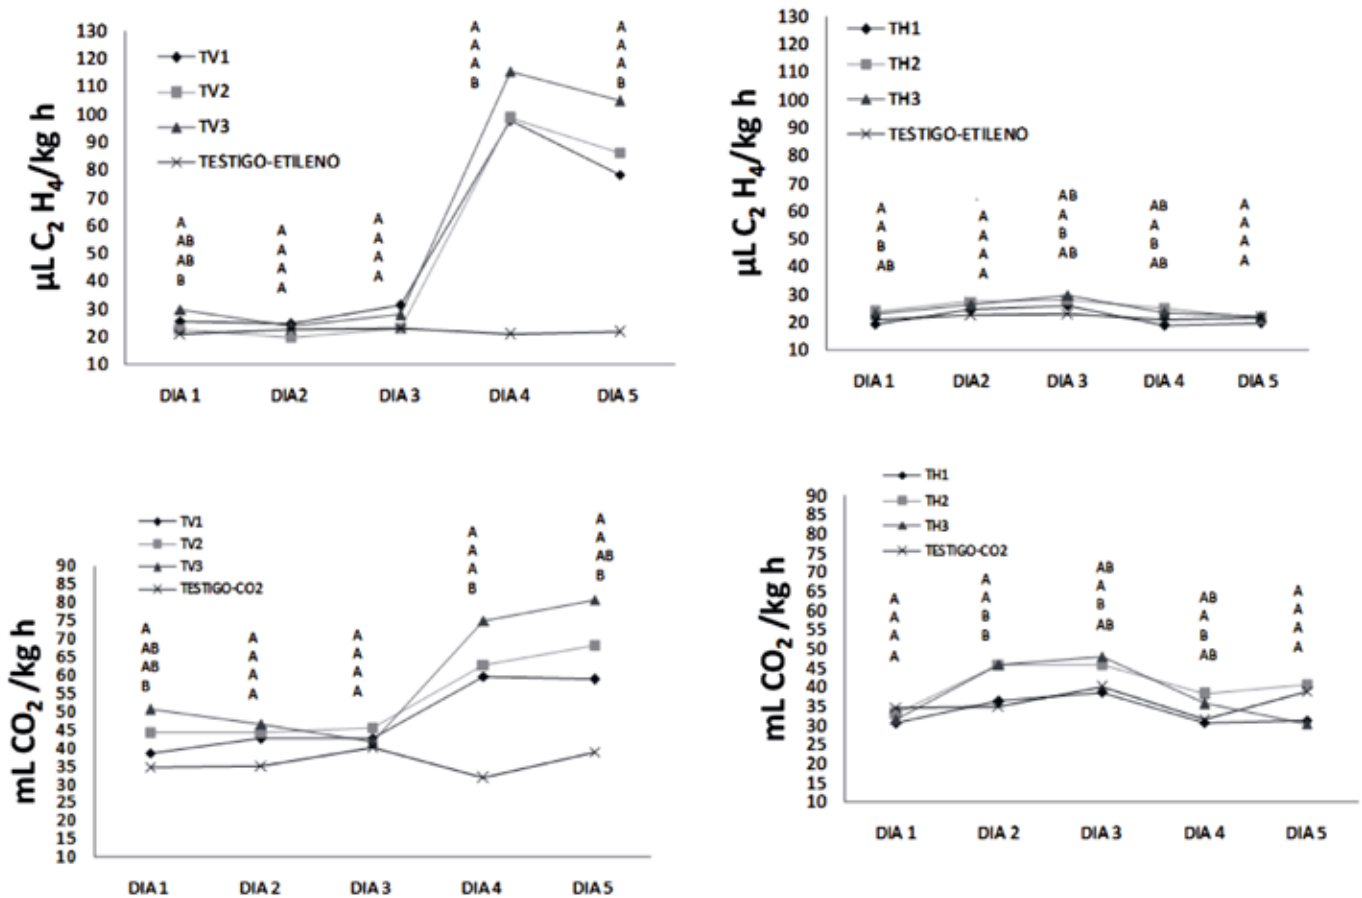 130
120
110
100
90
80
70
60
50
40
30
20
10
µL C2 H4/kg h
TV1
TV2
TV3
TESTIGO-ETILENO
A
AB
AB
B
A
A
A
A
A
A
A
A
A
A
A
B
A
A
A
B
DIA 1
DIA2
DIA 3
DIA 4
DIA 5
130
120
110
100
90
80
70
60
50
40
30
20
10
µL C2 H4/kg h
TH1
TH2
TH3
TESTIGO-ETILENO
A
A
B
AB
A
A
A
A
AB
A
B
AB
AB
A
B
AB
A
A
A
A
DIA 1
DIA2
DIA 3
DIA 4
DIA 5
90
85
80
75
70
65
60
55
50
45
40
35
30
25
20
15
10
mL CO2 /kg h
TV1
TV2
TV3
TESTIGO-CO2
A
AB
AB
B
A
A
A
A
A
A
A
A
A
A
A
B
A
A
AB
B
DIA 1
DIA 2
DIA 3
DIA 4
DIA 5
90
85
80
75
70
65
60
55
50
45
40
35
30
25
20
15
10
mL CO2 /kg h
TH1
TH2
TH3
TESTIGO-CO2
A
A
A
A
A
A
B
B
AB
A
B
AB
AB
A
B
AB
A
A
A
A
DIA 1
DIA 2
DIA 3
DIA 4
DIA 5